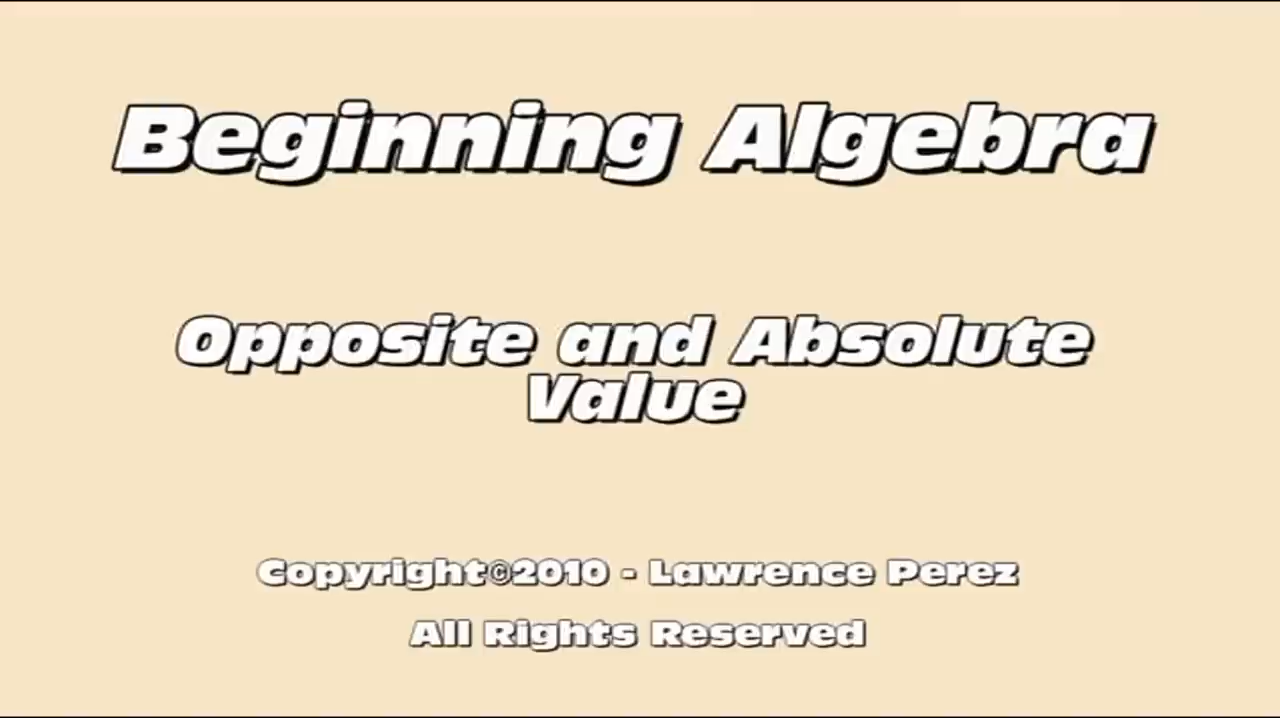 Beginning Algebra
Opposite and Absolute
Value
Copyright©2010 - Lawrence Perez
All Rights Reserved